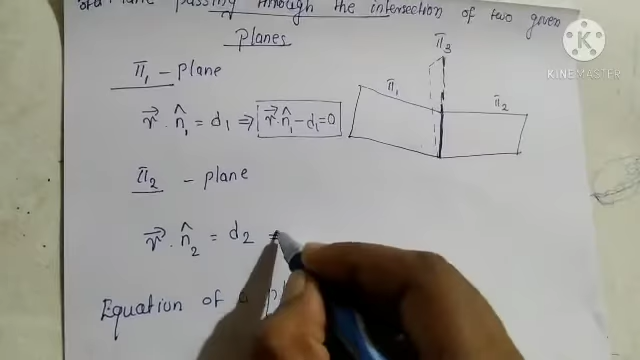 plane passing through the intersection of two given
planes
π₃
π₁ - plane
π₁
π₂
r⃗ . n̂₁ = d₁ ⇒ r⃗ . n̂₁ - d₁ = 0
π₂ - plane
r⃗ . n̂₂ = d₂
Equation of a
KINEMASTER